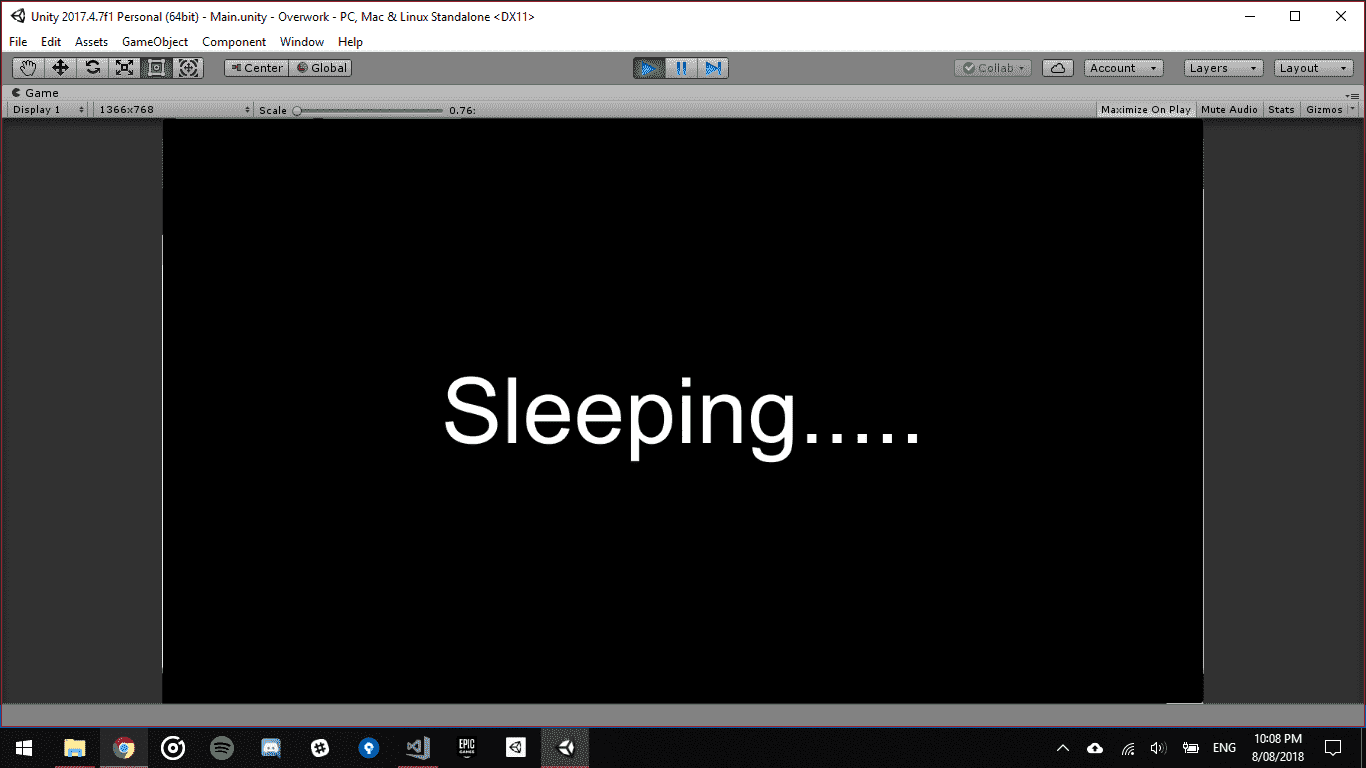 Unity 2017.4.7f1 Personal (64bit) - Main.unity - Overwork - PC, Mac & Linux Standalone <DX11>
File Edit Assets GameObject Component Window Help
Center Global Collab Account Layers Layout
Game
Display 1 1366x768 Scale 0.76: Maximize On Play Mute Audio Stats Gizmos
Sleeping.....
EPIC
GAMES
ENG
10:08 PM
8/08/2018